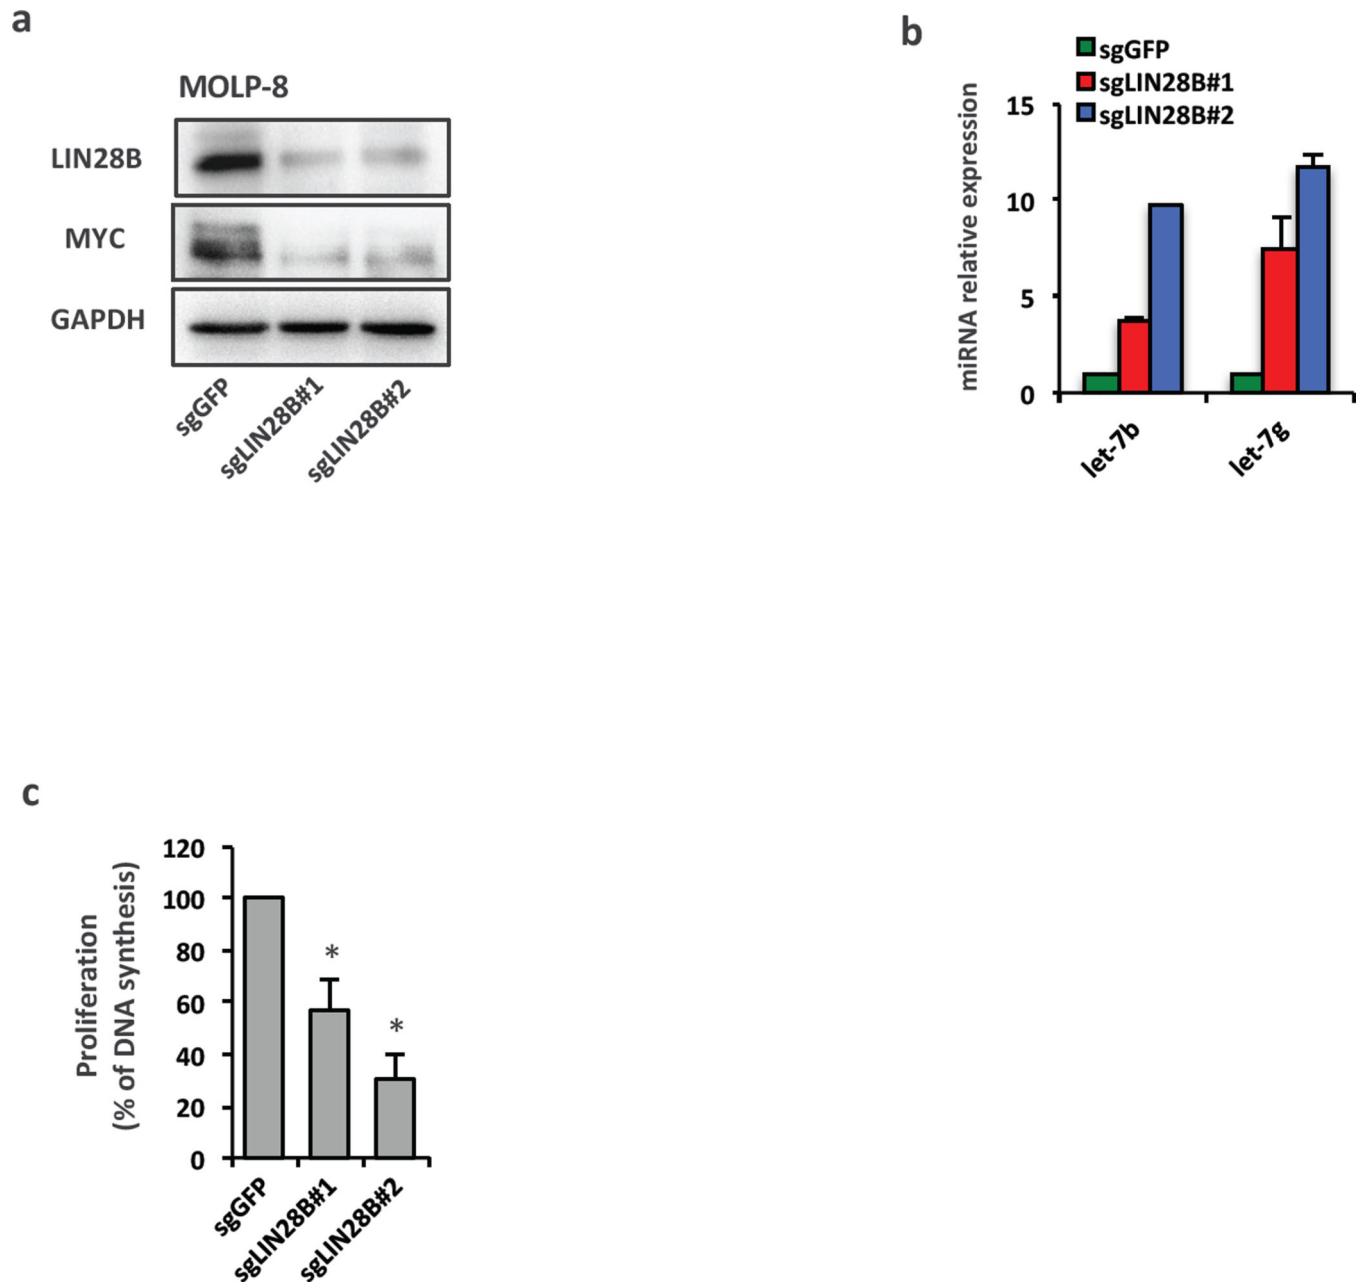 a
MOLP-8
LIN28B
MYC
GAPDH
sgGFP
sgLIN28B#1
sgLIN28B#2
b
sgGFP
sgLIN28B#1
sgLIN28B#2
miRNA relative expression
15
10
5
0
let-7b
let-7g
c
Proliferation
(% of DNA synthesis)
120
100
80
60
40
20
0
*
*
sgGFP
sgLIN28B#1
sgLIN28B#2